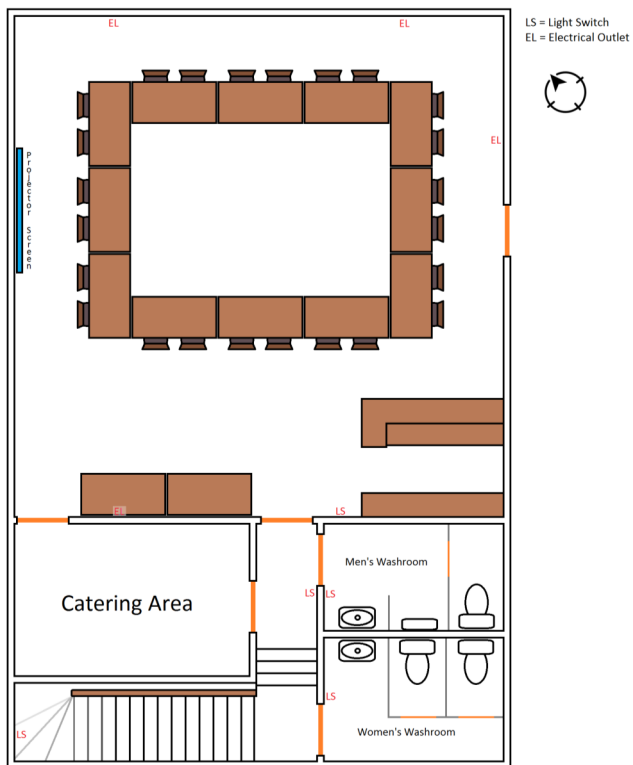 LS = Light Switch
EL = Electrical Outlet
EL
EL
EL
Projector Screen
EL
LS
Men's Washroom
LS
LS
Catering Area
LS
Women's Washroom
LS